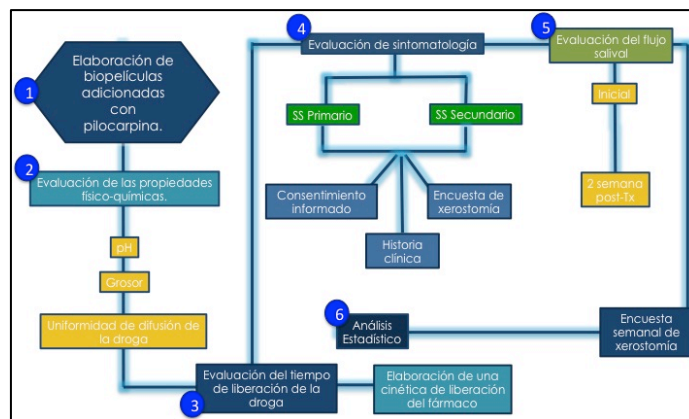 1
Elaboración de
biopelículas
adicionadas
con
pilocarpina.
2
Evaluación de las propiedades
físico-químicas.
pH
Grosor
Uniformidad de difusión de
la droga
3
Evaluación del tiempo
de liberación de la
droga
Elaboración de una
cinética de liberación
del fármaco
4
Evaluación de sintomatología
SS Primario
SS Secundario
Consentimiento
informado
Historia
clínica
Encuesta de
xerostomía
5
Evaluación del flujo
salival
Inicial
2 semana
post-Tx
Encuesta
semanal de
xerostomía
6
Análisis
Estadístico